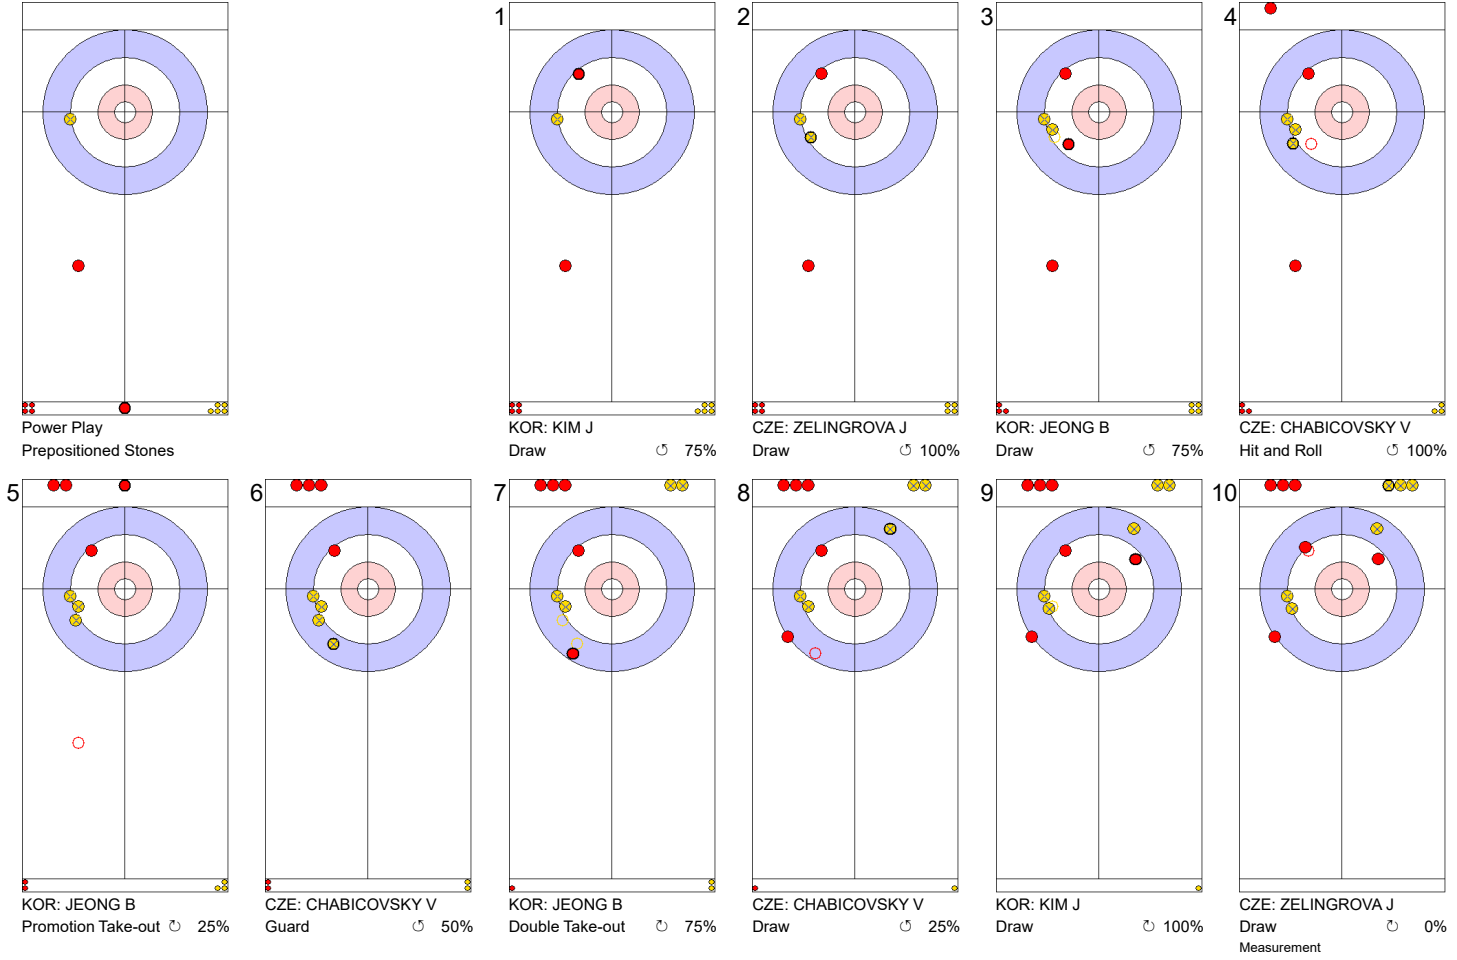 Power Play
Prepositioned Stones
1
KOR: KIM J
Draw 75%
2
CZE: ZELINGROVA J
Draw 100%
3
KOR: JEONG B
Draw 75%
4
CZE: CHABICOVSKY V
Hit and Roll 100%
5
KOR: JEONG B
Promotion Take-out 25%
6
CZE: CHABICOVSKY V
Guard 50%
7
KOR: JEONG B
Double Take-out 75%
8
CZE: CHABICOVSKY V
Draw 25%
9
KOR: KIM J
Draw 100%
10
CZE: ZELINGROVA J
Draw 0%
Measurement